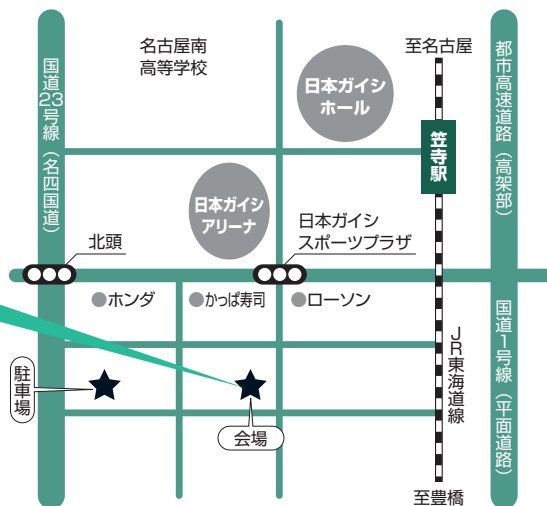 名古屋南
高等学校
至名古屋
国道23号線（名四国道）
都市高速道路（高架部）
日本ガイシ
ホール
笠寺駅
日本ガイシ
アリーナ
日本ガイシ
スポーツプラザ
北頭
ホンダ
かっぱ寿司
ローソン
国道1号線（平面道路）
JR東海道線
駐車場
会場
至豊橋